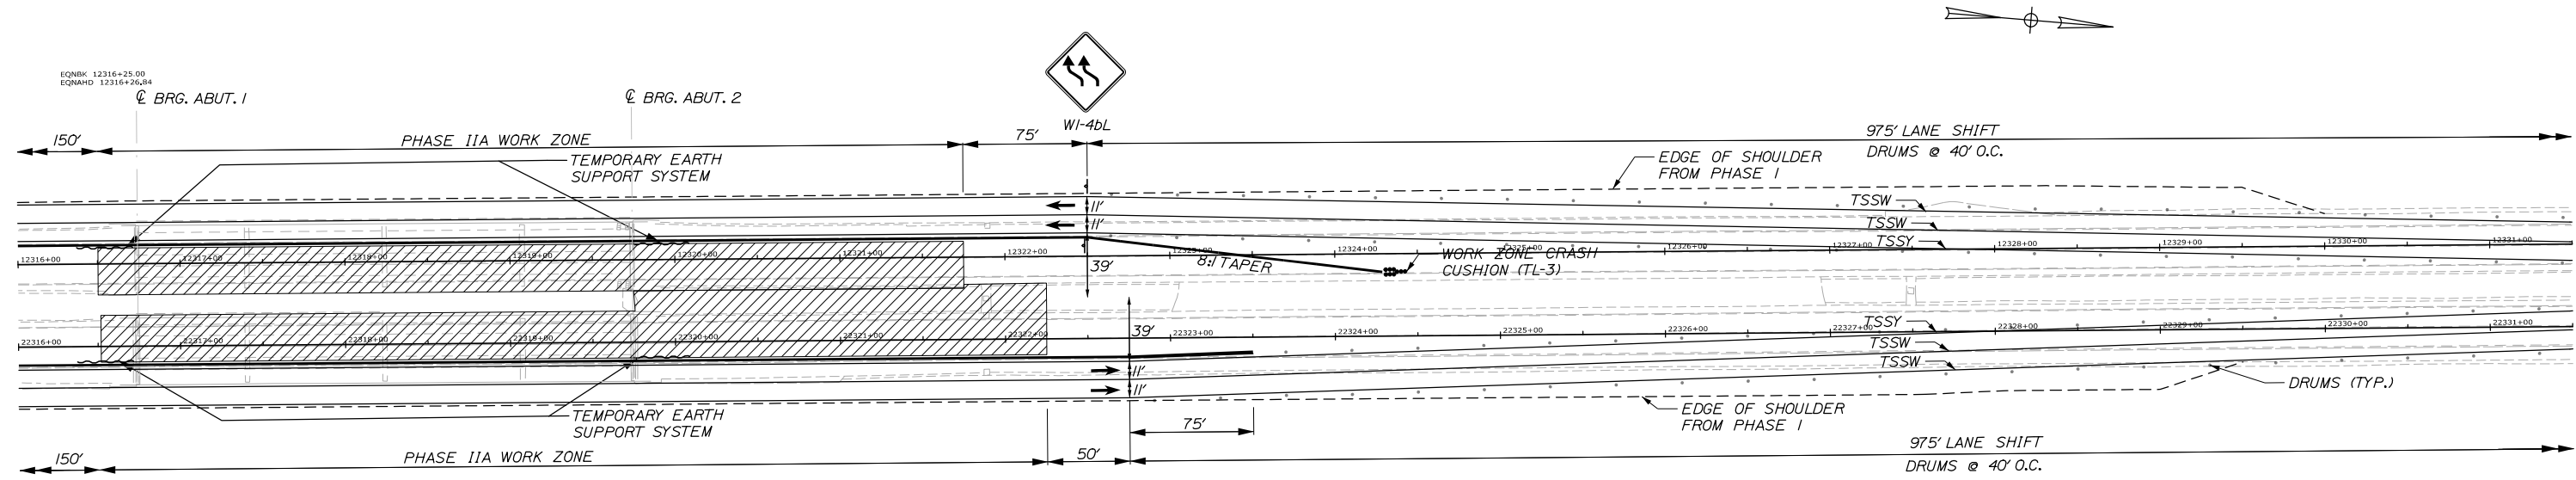 EQNBK 12316+25.00
EQNAHD 12316+26.84
℄ BRG. ABUT. 1
℄ BRG. ABUT. 2
W1-4bL
150'
PHASE IIA WORK ZONE
75'
975' LANE SHIFT
DRUMS @ 40' O.C.
TEMPORARY EARTH
SUPPORT SYSTEM
EDGE OF SHOULDER
FROM PHASE 1
11'
11'
TSSW
TSSW
TSSY
12316+00
12317+00
12318+00
12319+00
12320+00
12321+00
12322+00
12323+00
12324+00
12325+00
12326+00
12327+00
12328+00
12329+00
12330+00
12331+00
39'
8:1 TAPER
WORK ZONE CRASH
CUSHION (TL-3)
39'
22316+00
22317+00
22318+00
22319+00
22320+00
22321+00
22322+00
22323+00
22324+00
22325+00
22326+00
22327+00
22328+00
22329+00
22330+00
22331+00
TSSY
TSSW
TSSW
11'
11'
DRUMS (TYP.)
TEMPORARY EARTH
SUPPORT SYSTEM
EDGE OF SHOULDER
FROM PHASE 1
75'
150'
PHASE IIA WORK ZONE
50'
975' LANE SHIFT
DRUMS @ 40' O.C.